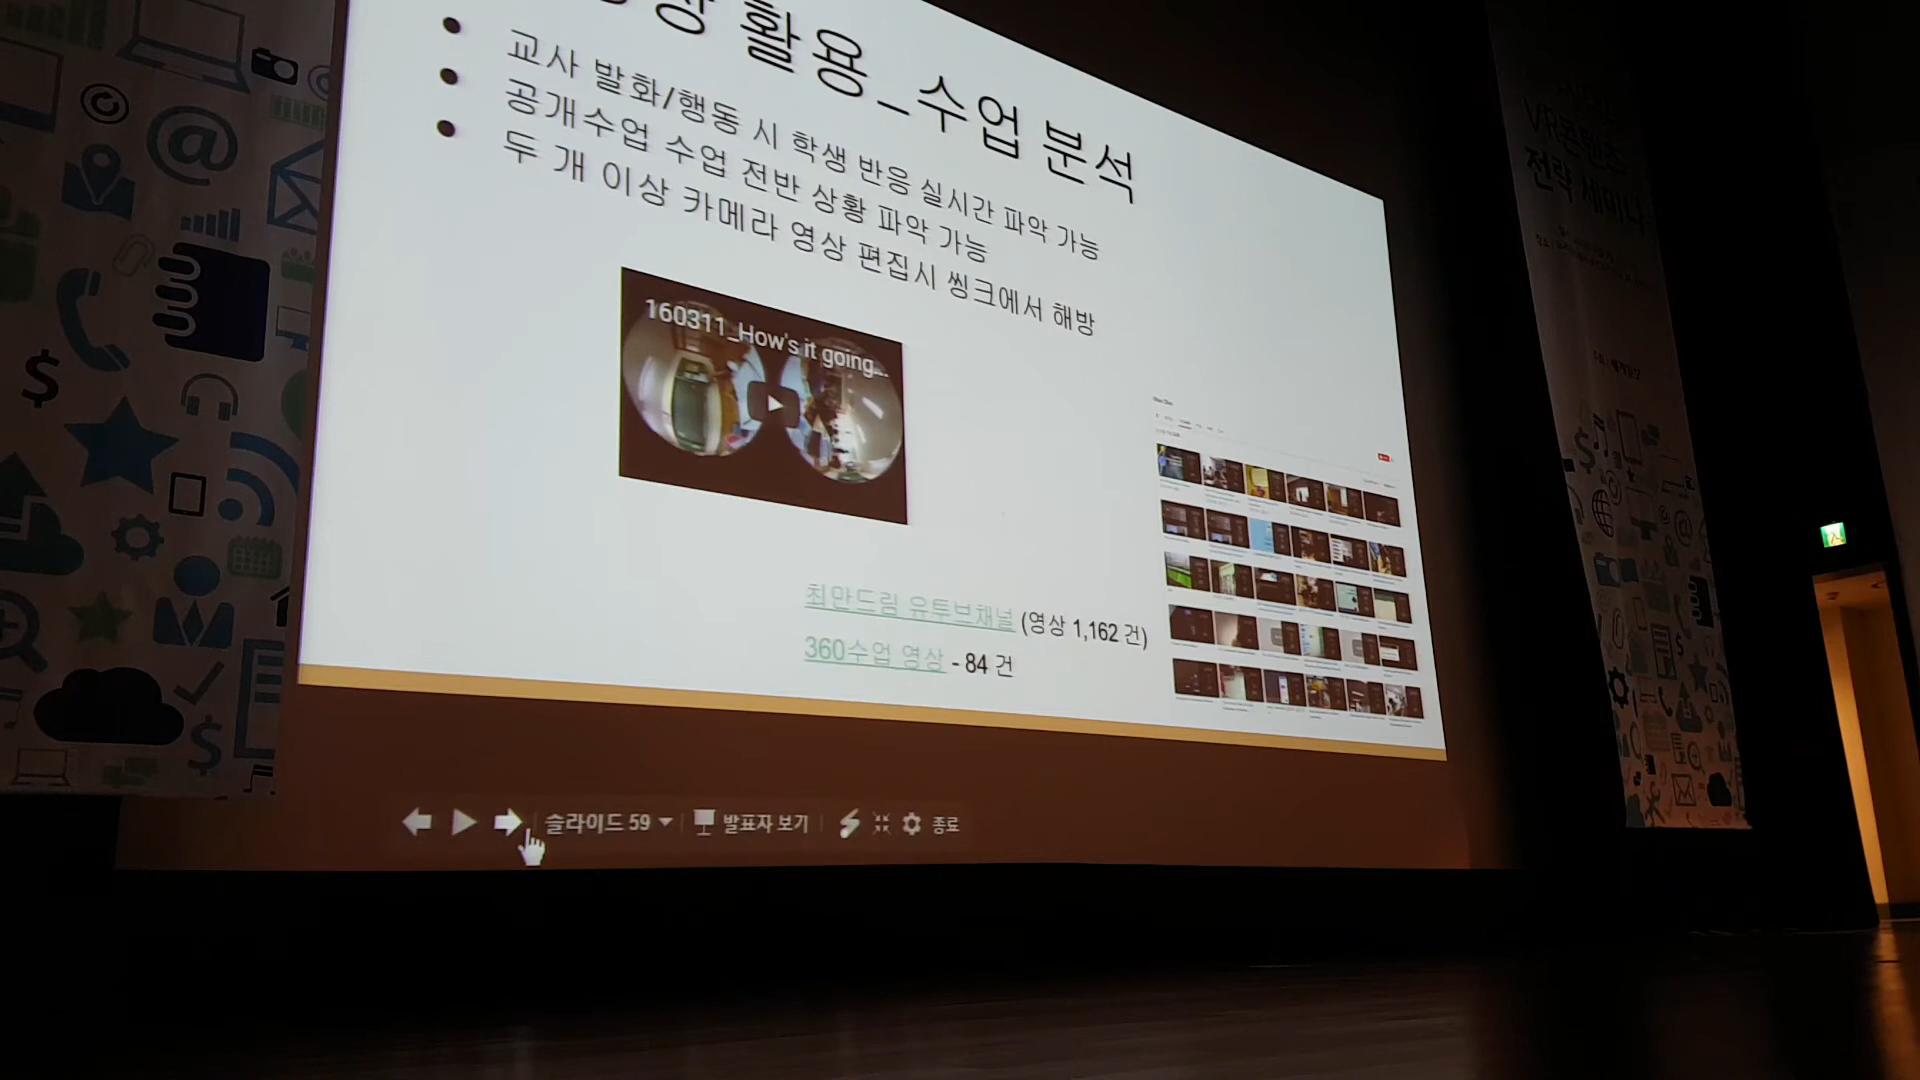 활용_수업 분석
교사 발화/행동 시 학생 반응 실시간 파악 가능
공개수업 수업 전반 상황 파악 가능
두 개 이상 카메라 영상 편집시 씽크에서 해방
160311_How's it going...
최만드림 유투브채널 (영상 1,162 건)
360수업 영상 - 84 건
슬라이드 59
발표자 보기
종료
VR콘텐츠
전략 세미나